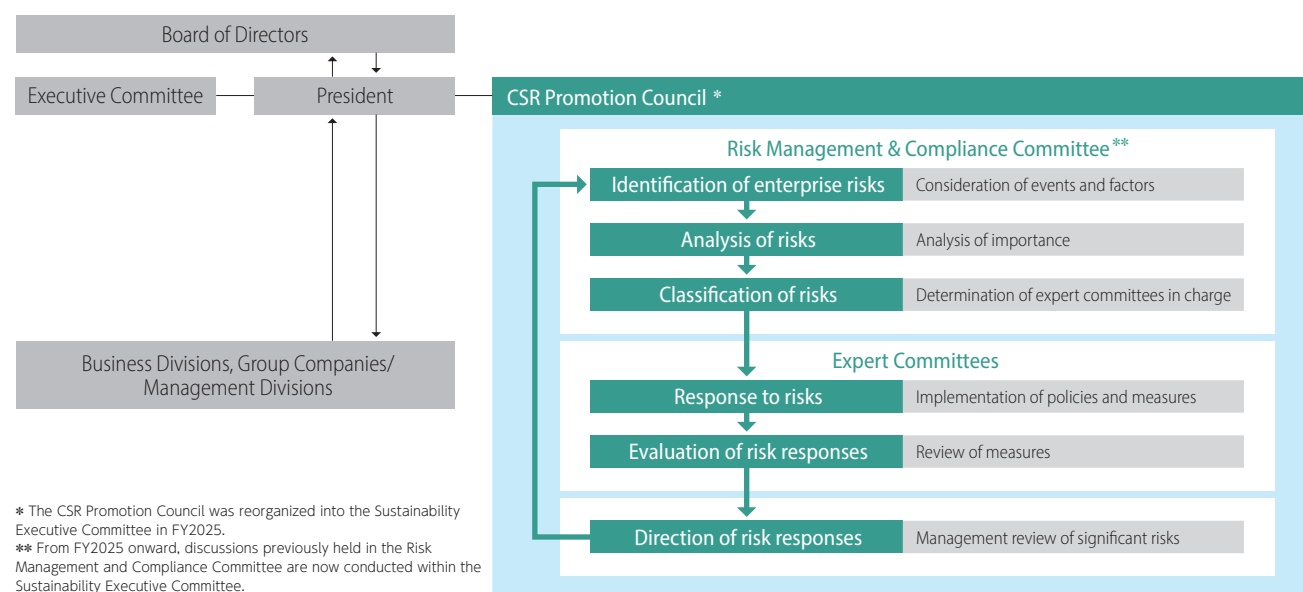 Board of Directors
Executive Committee
President
CSR Promotion Council *
Risk Management & Compliance Committee**
Identification of enterprise risks
Consideration of events and factors
Analysis of risks
Analysis of importance
Classification of risks
Determination of expert committees in charge
Business Divisions, Group Companies/
Management Divisions
Expert Committees
Response to risks
Implementation of policies and measures
Evaluation of risk responses
Review of measures
Direction of risk responses
Management review of significant risks
* The CSR Promotion Council was reorganized into the Sustainability
Executive Committee in FY2025.
** From FY2025 onward, discussions previously held in the Risk
Management and Compliance Committee are now conducted within the
Sustainability Executive Committee.